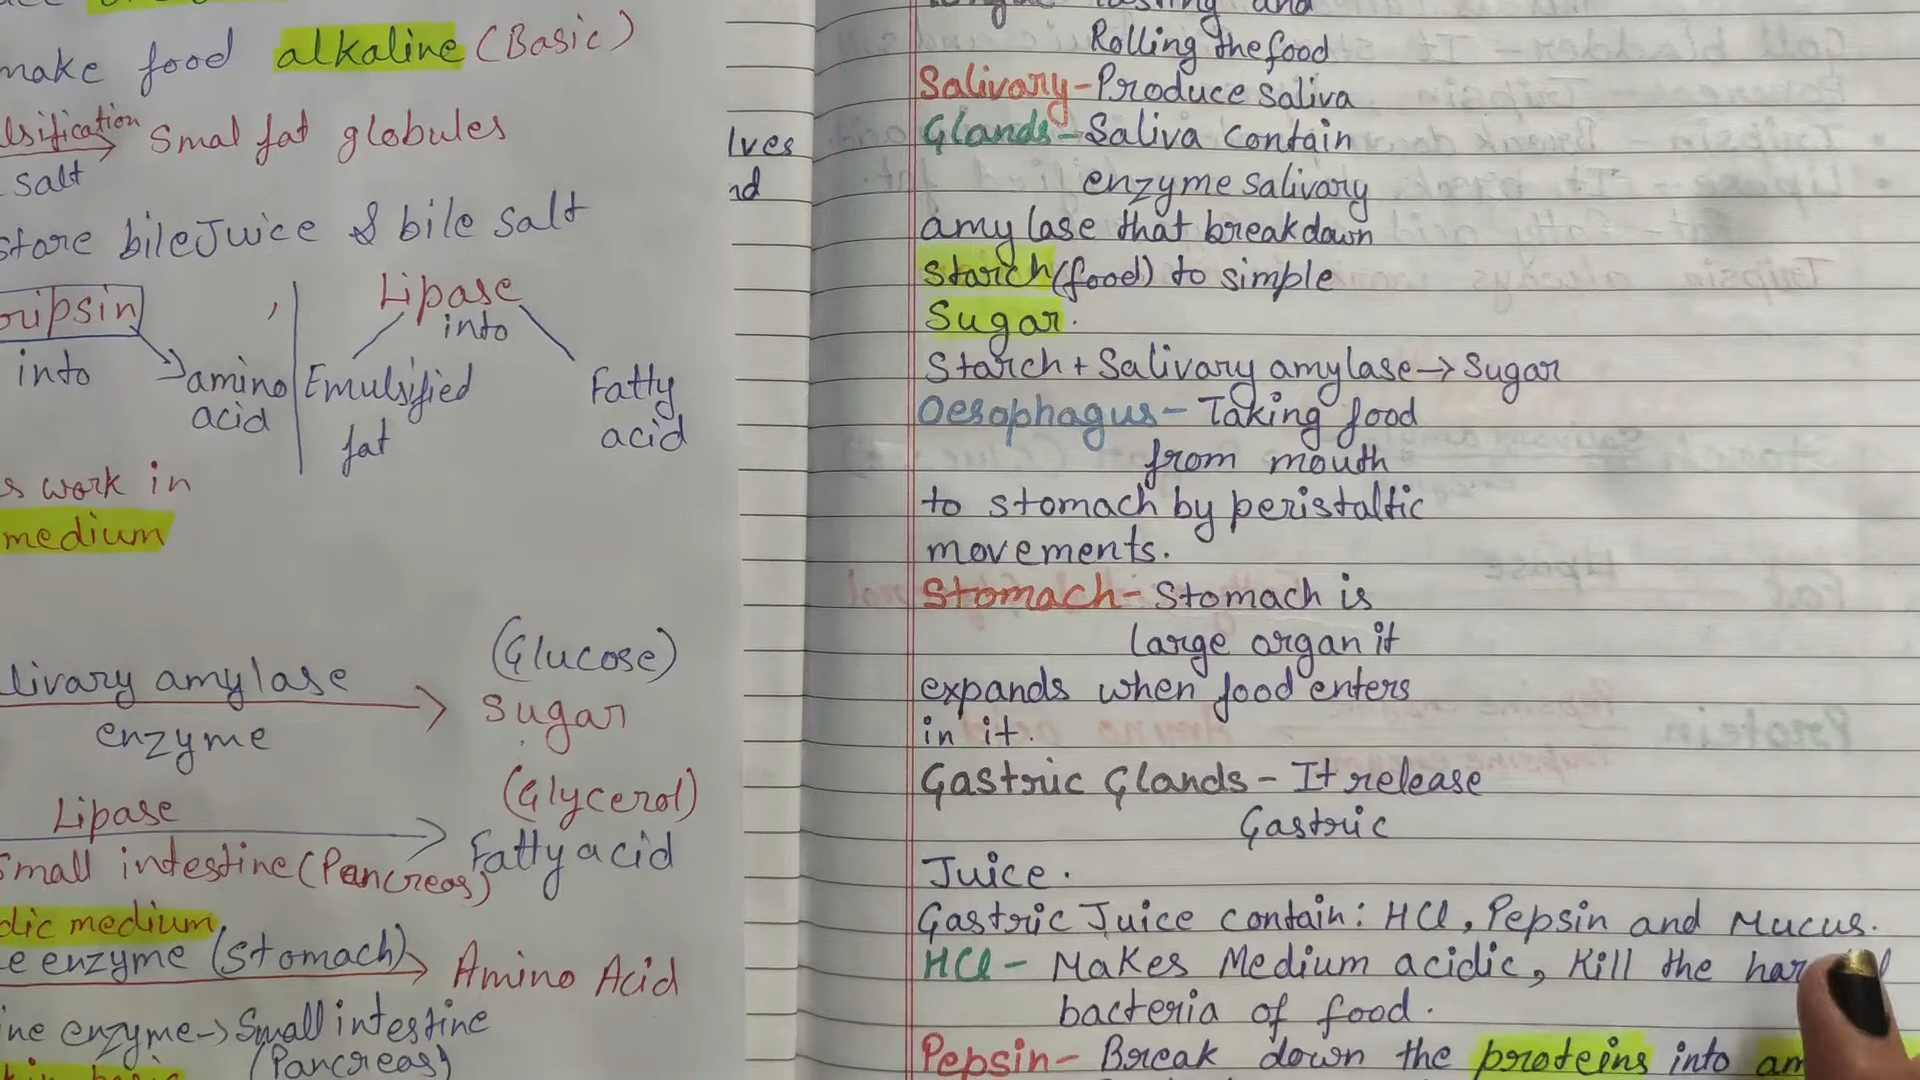 make food alkaline (Basic)
Smal fat globules
salt
store bileJuice & bile salt
Lipase
into
into
amino
acid
Emulsified
fat
Fatty
acid
work in
medium
(Glucose)
amylase
Sugar
enzyme
(Glycerol)
Lipase
Fatty acid
Small intestine (Pancreas)
medium
enzyme (Stomach)
Amino Acid
enzyme → Small intestine
(Pancreas)
and
Rolling the food
Salivary - Produce saliva
Glands - Saliva contain
enzyme salivary
amylase that breakdown
Starch (food) to simple
Sugar.
Starch + Salivary amylase → Sugar
Oesophagus - Taking food
from mouth
to stomach by peristaltic
movements.
Stomach - Stomach is
large organ it
expands when food enters
in it.
Gastric Glands - It release
Gastric
Juice.
Gastric Juice contain: HCl, Pepsin and Mucus.
HCl - Makes Medium acidic, Kill the
bacteria of food.
Pepsin - Break down the proteins into